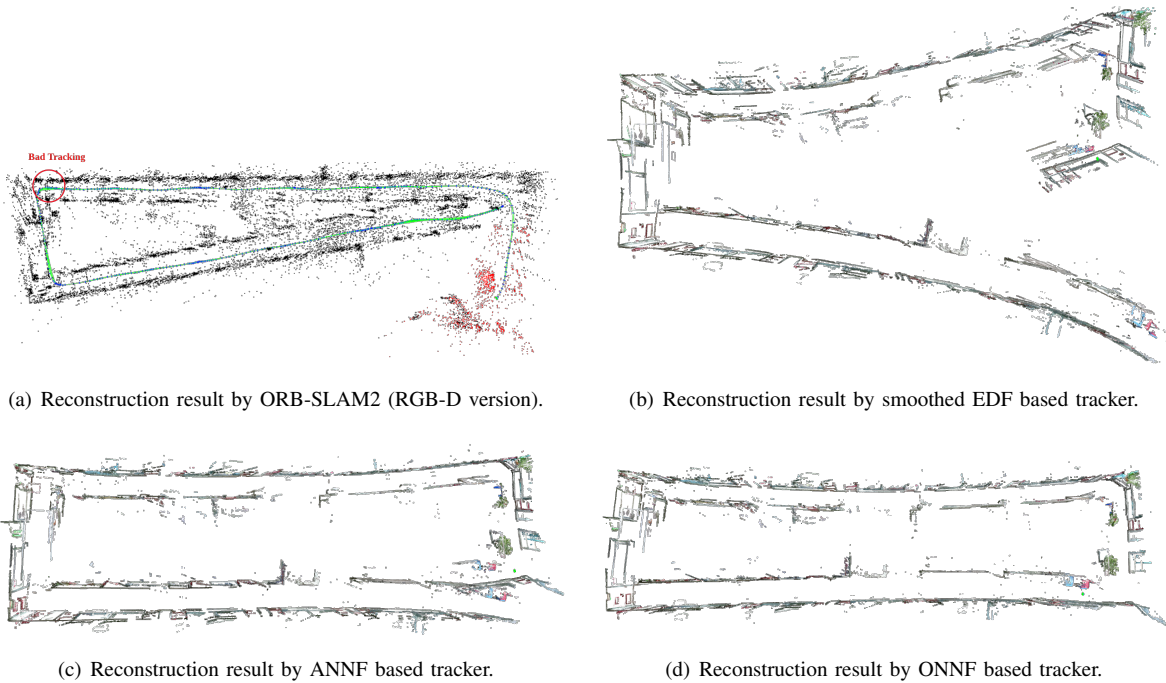 Bad Tracking
(a) Reconstruction result by ORB-SLAM2 (RGB-D version).
(b) Reconstruction result by smoothed EDF based tracker.
(c) Reconstruction result by ANNF based tracker.
(d) Reconstruction result by ONNF based tracker.